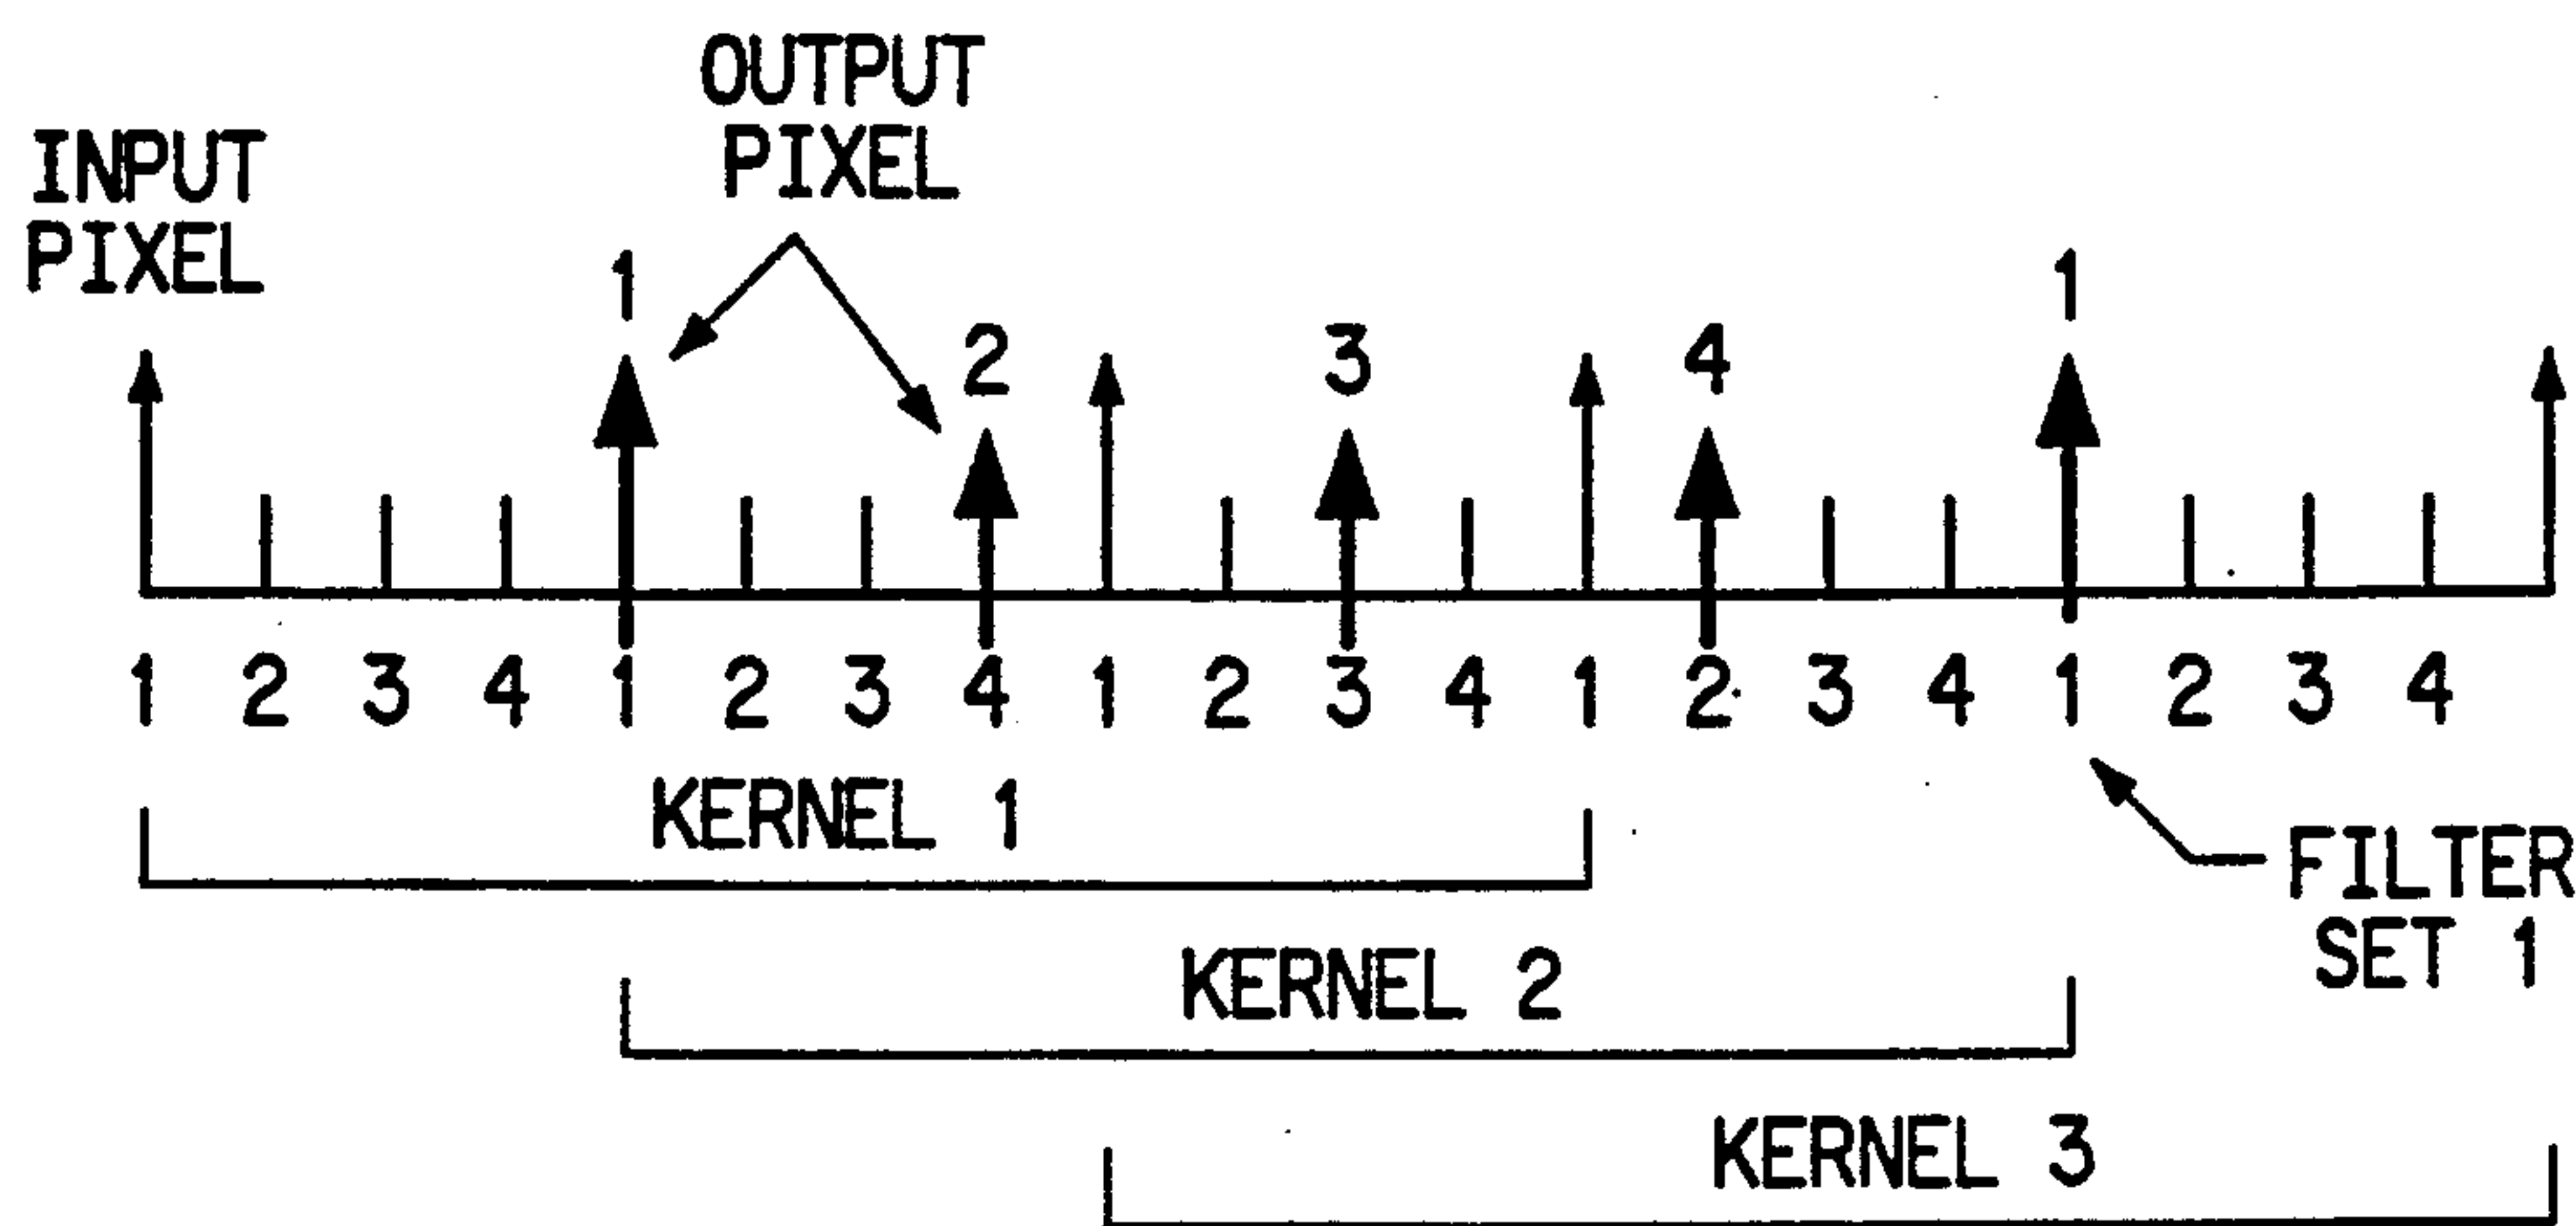 OUTPUT
PIXEL
INPUT
PIXEL
1 1
2 3 4
1 2 3 4 1 2 3 4 1 2 3 4 1 2 3 4 1 2 3 4
KERNEL 1
FILTER
SET 1
KERNEL 2
KERNEL 3